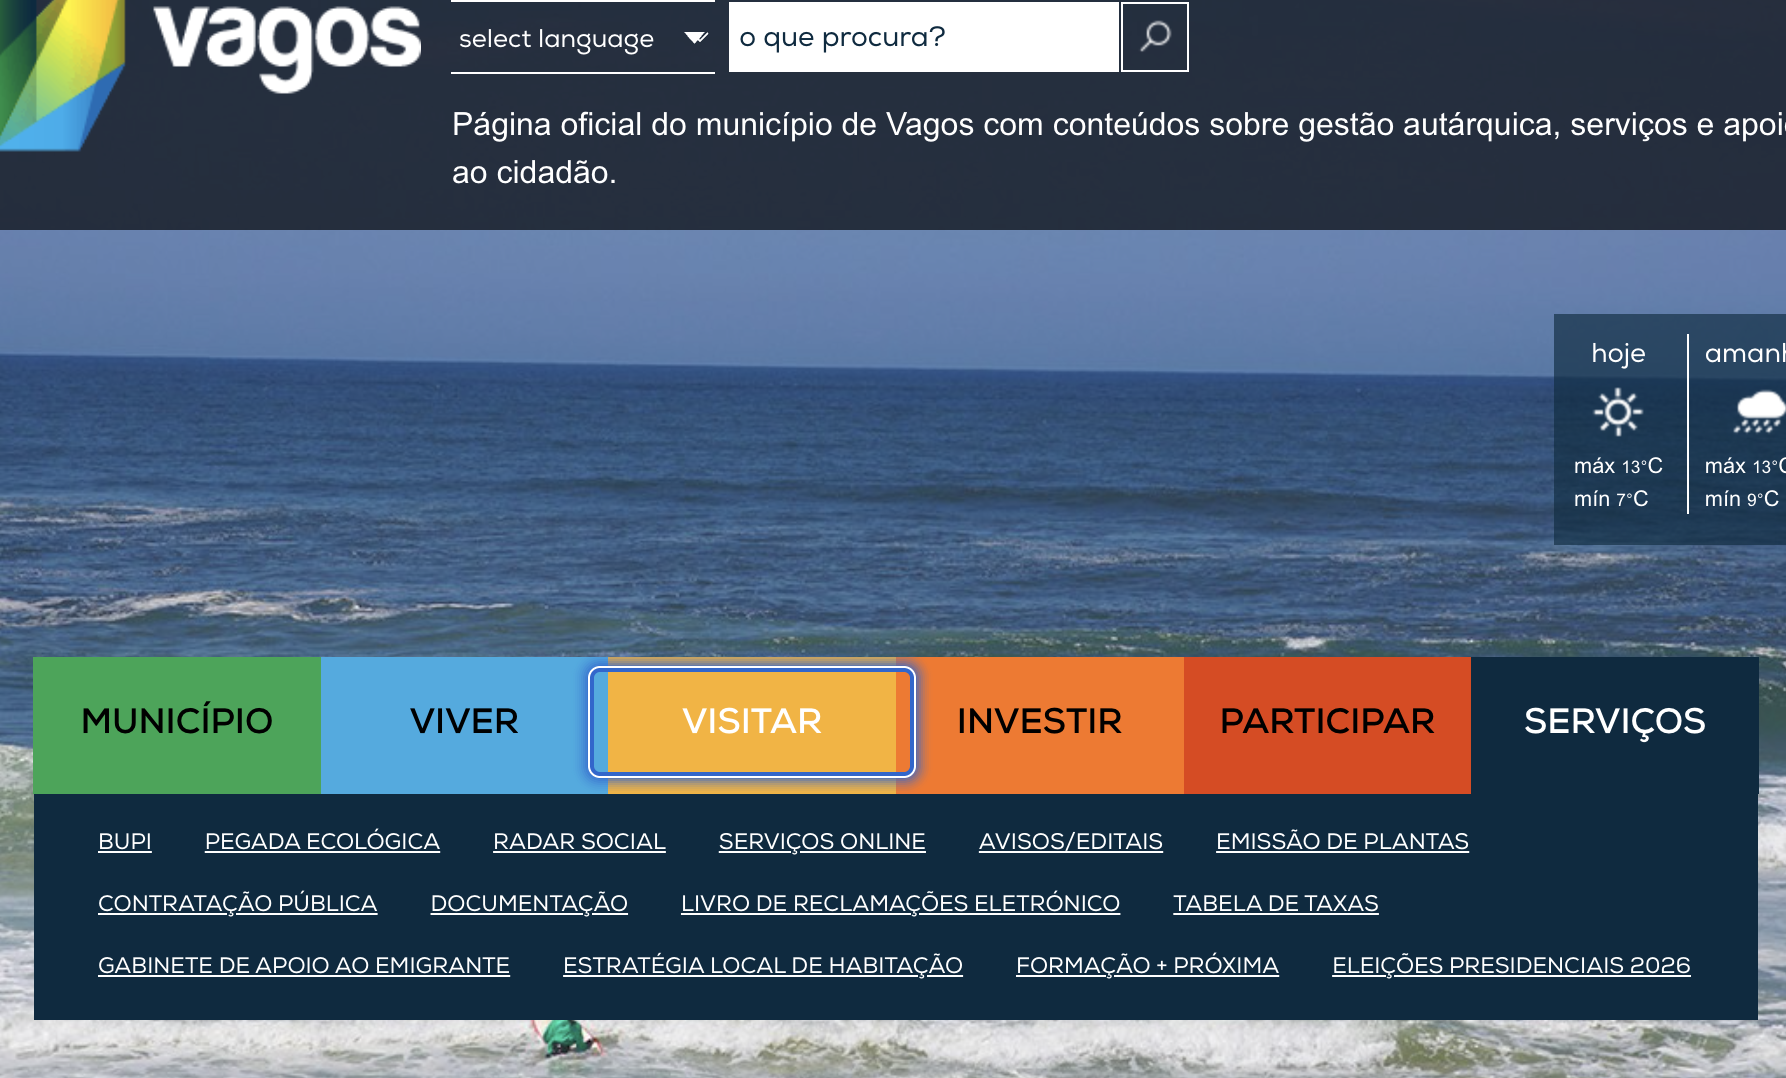 vagos
select language
o que procura?
Página oficial do município de Vagos com conteúdos sobre gestão autárquica, serviços e apoi
ao cidadão.
hoje
máx 13°C
mín 7°C
amanh
máx 13°C
mín 9°C
MUNICÍPIO VIVER VISITAR INVESTIR PARTICIPAR SERVIÇOS
BUPI PEGADA ECOLÓGICA RADAR SOCIAL SERVIÇOS ONLINE AVISOS/EDITAIS EMISSÃO DE PLANTAS
CONTRATAÇÃO PÚBLICA DOCUMENTAÇÃO LIVRO DE RECLAMAÇÕES ELETRÓNICO TABELA DE TAXAS
GABINETE DE APOIO AO EMIGRANTE ESTRATÉGIA LOCAL DE HABITAÇÃO FORMAÇÃO + PRÓXIMA ELEIÇÕES PRESIDENCIAIS 2026